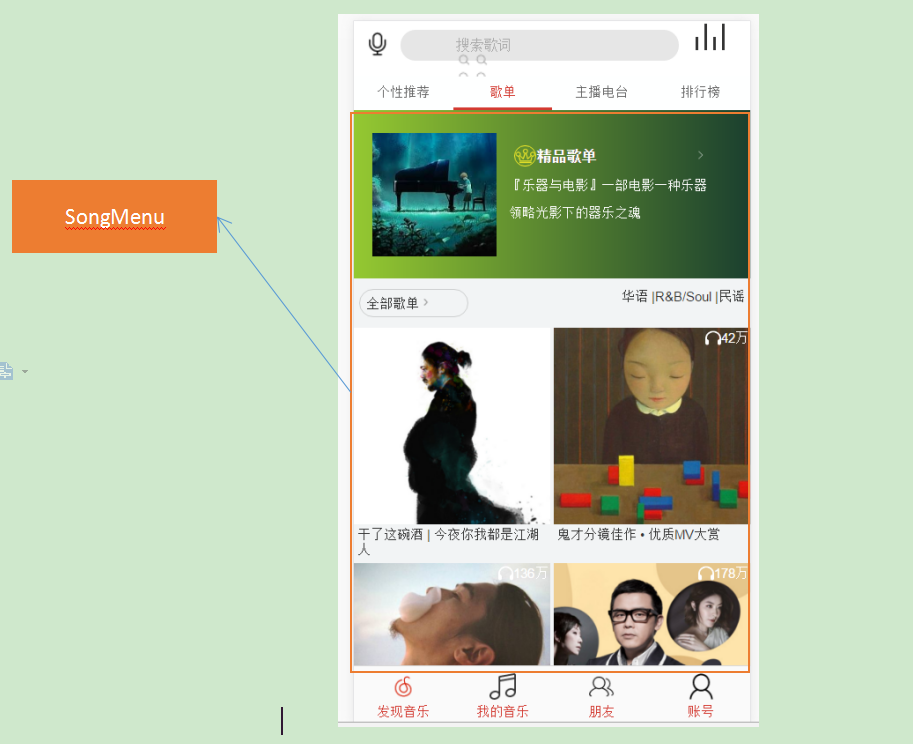 搜索歌词
个性推荐 歌单 主播电台 排行榜
精品歌单
『乐器与电影』一部电影一种乐器
领略光影下的器乐之魂
SongMenu
全部歌单
华语 |R&B/Soul |民谣
42万
干了这碗酒 | 今夜你我都是江湖
人
鬼才分镜佳作 • 优质MV大赏
136万
178万
发现音乐 我的音乐 朋友 账号